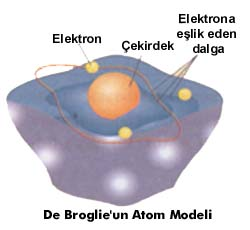 Elektrona
eşlik eden
dalga
Elektron
Çekirdek
De Broglie'un Atom Modeli